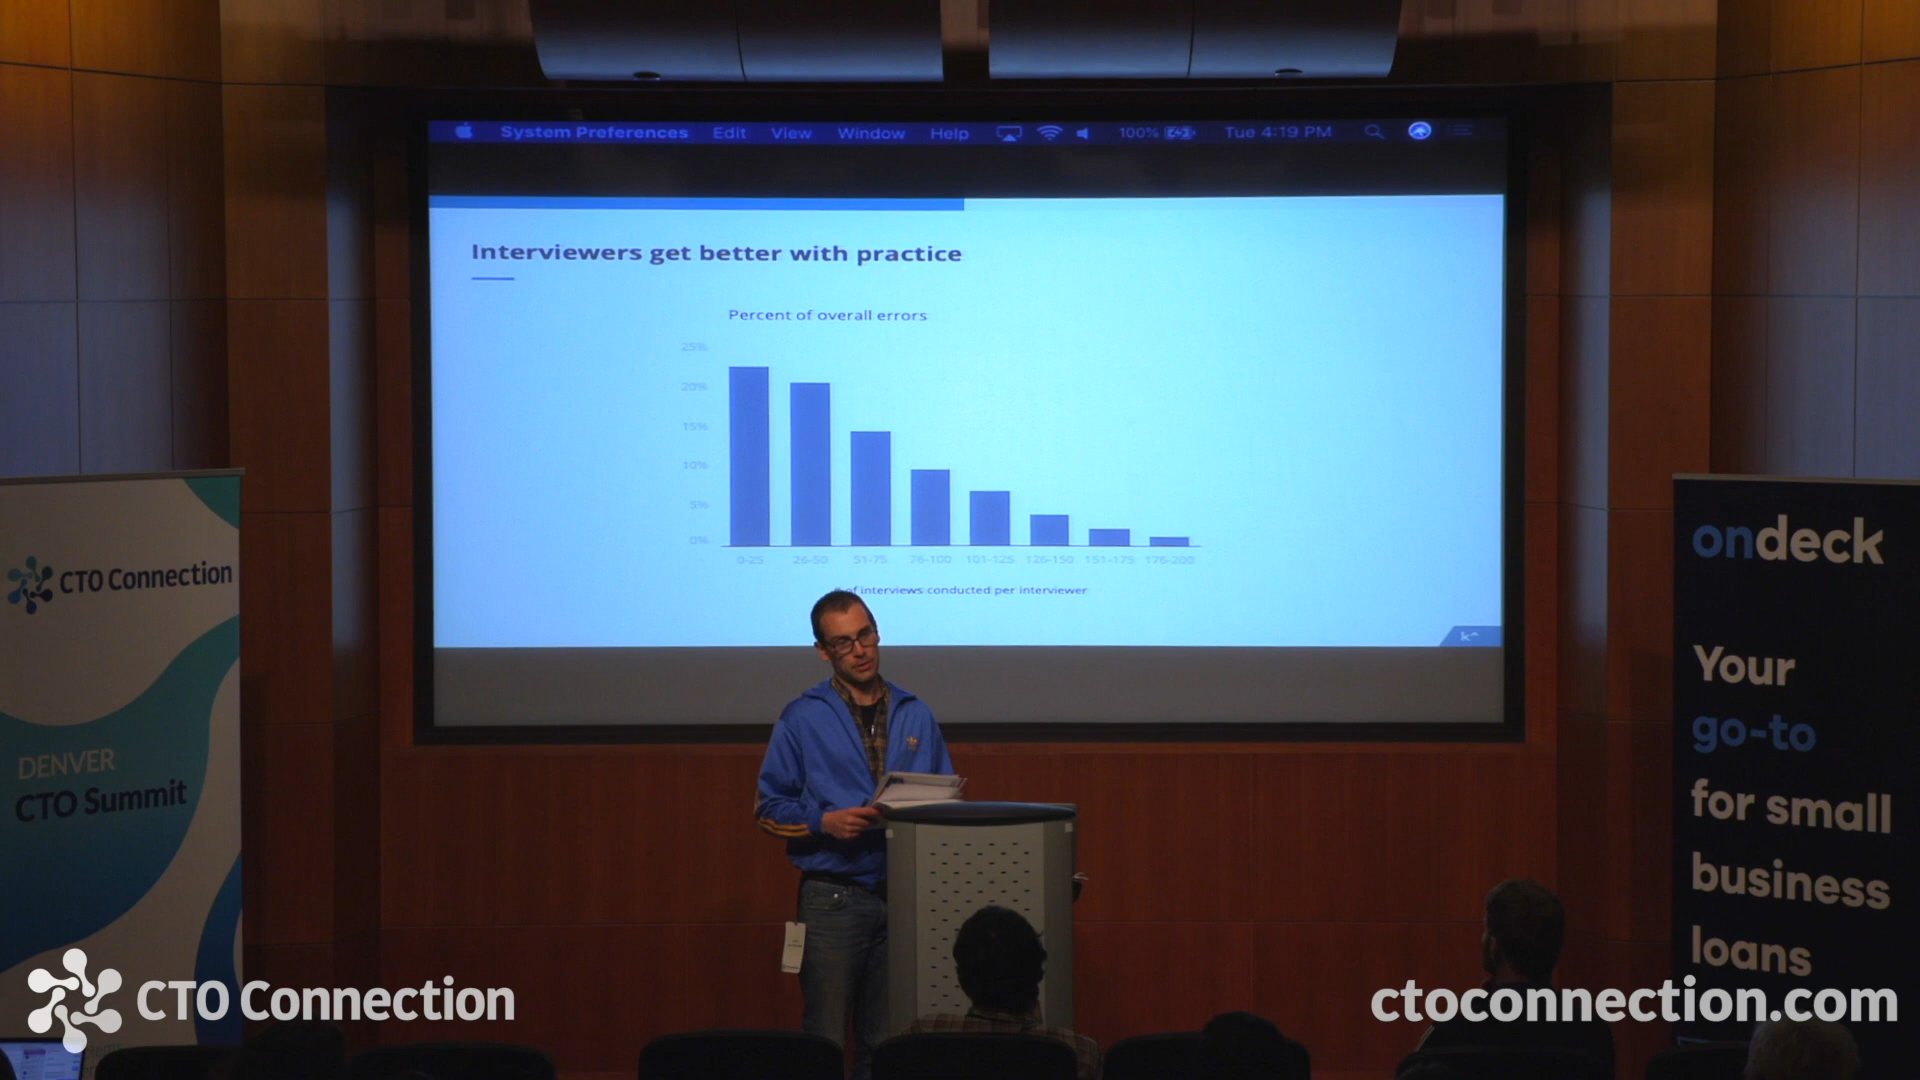 System Preferences Edit View Window Help 100% Tue 4:19 PM
Interviewers get better with practice
Percent of overall errors
25%
20%
15%
10%
5%
0%
0-25 26-50 51-75 76-100 101-125 126-150 151-175 176-200
of interviews conducted per interviewer
k^
CTO Connection
DENVER
CTO Summit
ondeck
Your
go-to
for small
business
loans
CTO Connection
ctoconnection.com